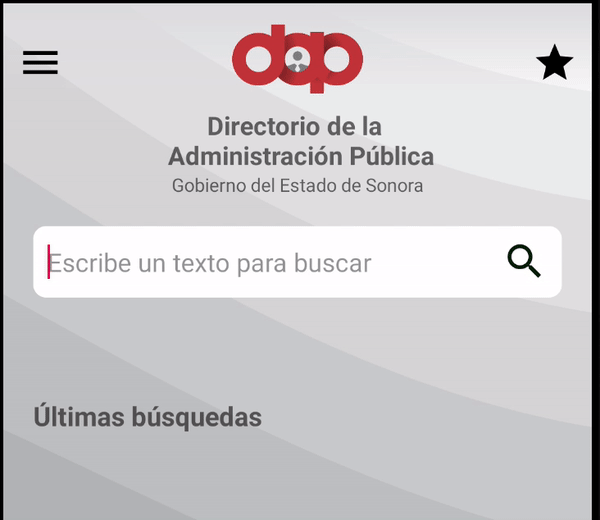 dap
Directorio de la
Administración Pública
Gobierno del Estado de Sonora
Escribe un texto para buscar
Últimas búsquedas